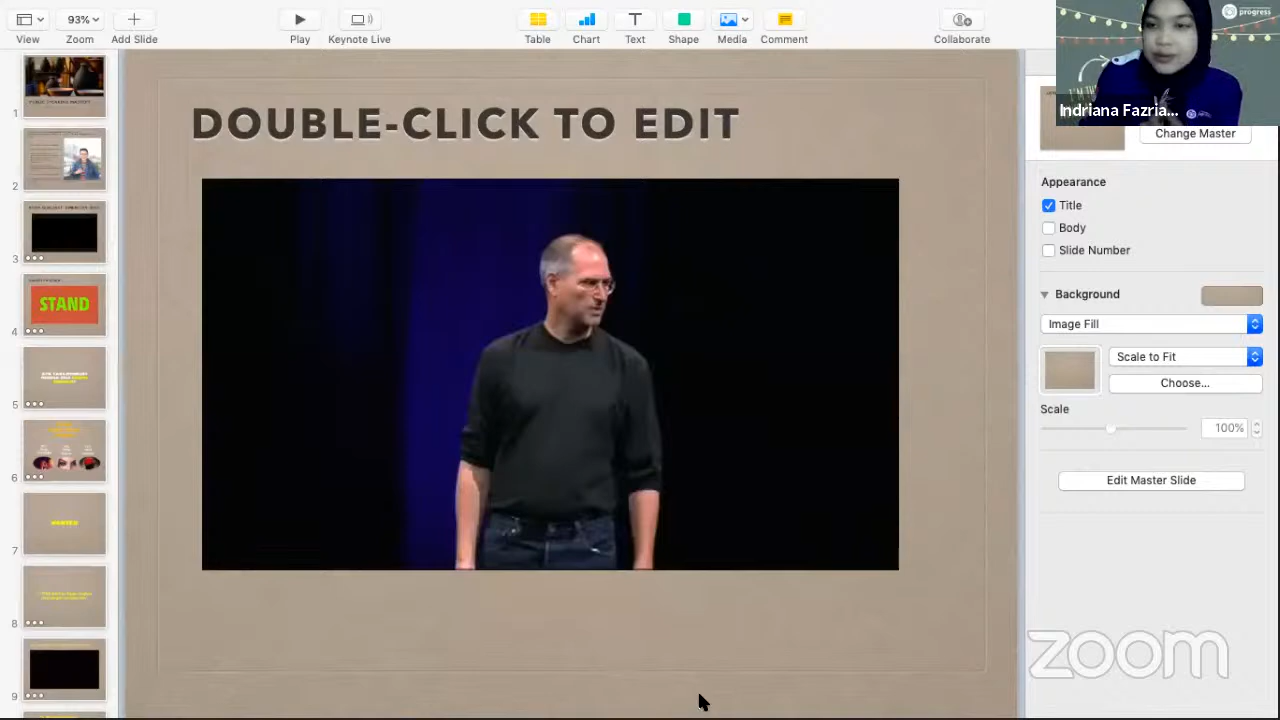 View
93%
Zoom
Add Slide
Play
Keynote Live
Table
Chart
Text
Shape
Media
Comment
Collaborate
progress
Indriana Fazria...
Change Master
1
2
3
4
STAND
5
6
7
8
9
DOUBLE-CLICK TO EDIT
Appearance
Title
Body
Slide Number
Background
Image Fill
Scale to Fit
Choose...
Scale
100%
Edit Master Slide
zoom